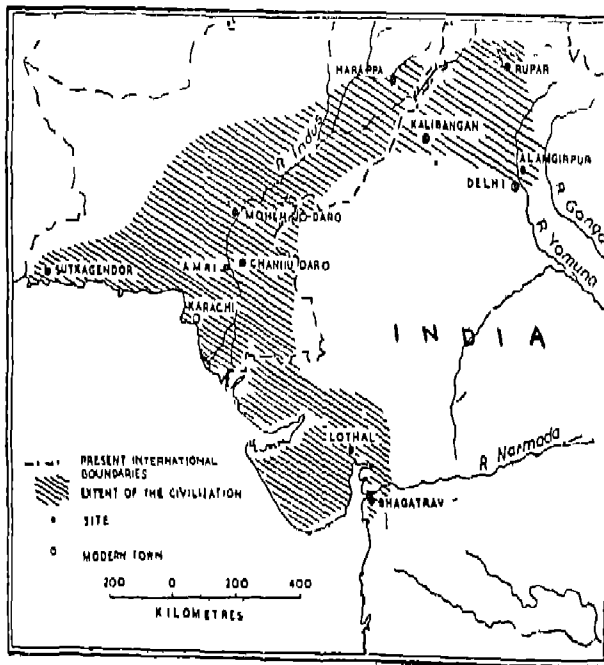 HARAPPA
RUPAR
KALIBANGAN
ALAMGIRPUR
DELHI
R Indus
MOHENJO-DARO
R Ganga
R Yamuna
SUTKAGENDOR
AMRI
CHANHU DARO
KARACHI
INDIA
LOTHAL
R Narmada
BHAGATRAV
PRESENT INTERNATIONAL
BOUNDARIES
EXTENT OF THE CIVILIZATION
SITE
MODERN TOWN
200 0 200 400
KILOMETRES